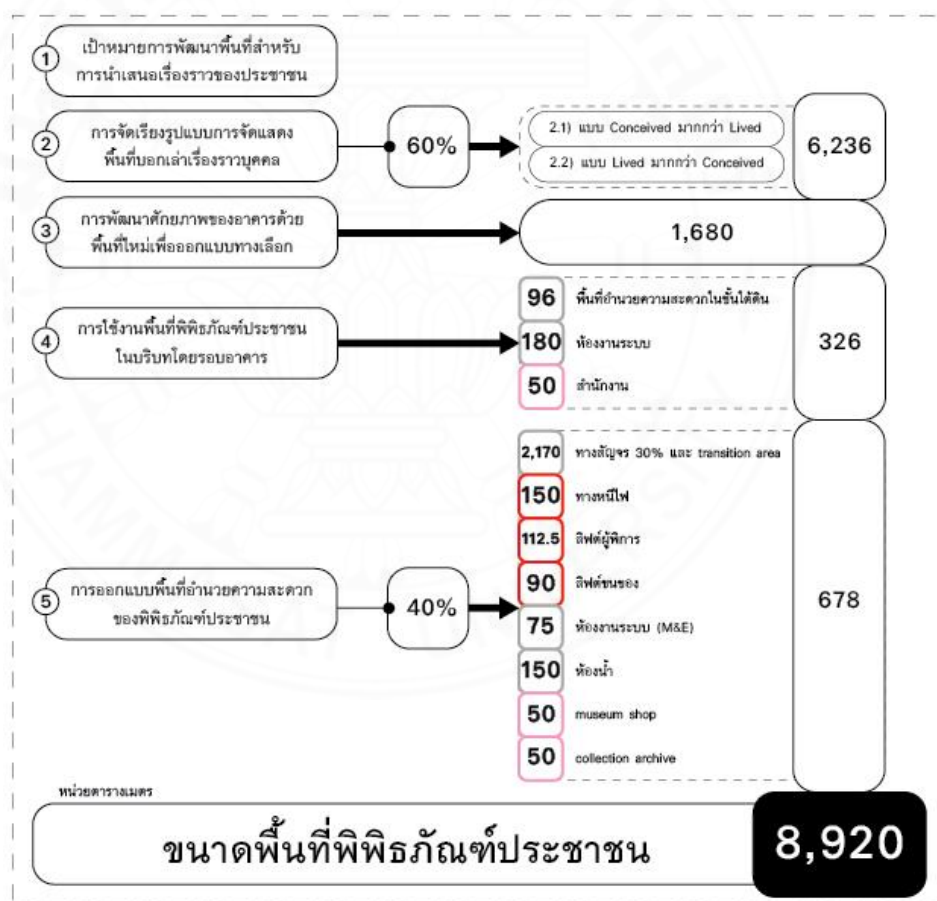 1
เป้าหมายการพัฒนาพื้นที่สำหรับ
การนำเสนอเรื่องราวของประชาชน
2
การจัดเรียงรูปแบบการจัดแสดง
พื้นที่บอกเล่าเรื่องราวบุคคล
60%
2.1) แบบ Conceived มากกว่า Lived
2.2) แบบ Lived มากกว่า Conceived
6,236
3
การพัฒนาศักยภาพของอาคารด้วย
พื้นที่ใหม่เพื่อออกแบบทางเลือก
1,680
4
การใช้งานพื้นที่พิพิธภัณฑ์ประชาชน
ในบริบทโดยรอบอาคาร
96 พื้นที่อำนวยความสะดวกในชั้นใต้ดิน
180 ห้องงานระบบ
50 สำนักงาน
326
5
การออกแบบพื้นที่อำนวยความสะดวก
ของพิพิธภัณฑ์ประชาชน
40%
2,170 ทางสัญจร 30% และ transition area
150 ทางหนีไฟ
112.5 ลิฟต์ผู้พิการ
90 ลิฟต์ขนของ
75 ห้องงานระบบ (M&E)
150 ห้องน้ำ
50 museum shop
50 collection archive
678
หน่วยตารางเมตร
ขนาดพื้นที่พิพิธภัณฑ์ประชาชน
8,920